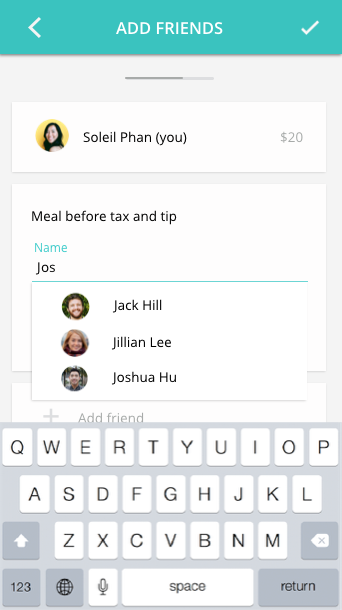 ADD FRIENDS
Soleil Phan (you) $20
Meal before tax and tip
Name
Jos
Jack Hill
Jillian Lee
Joshua Hu
Add friend
Q W E R T Y U I O P
A S D F G H J K L
Z X C V B N M
123 space return